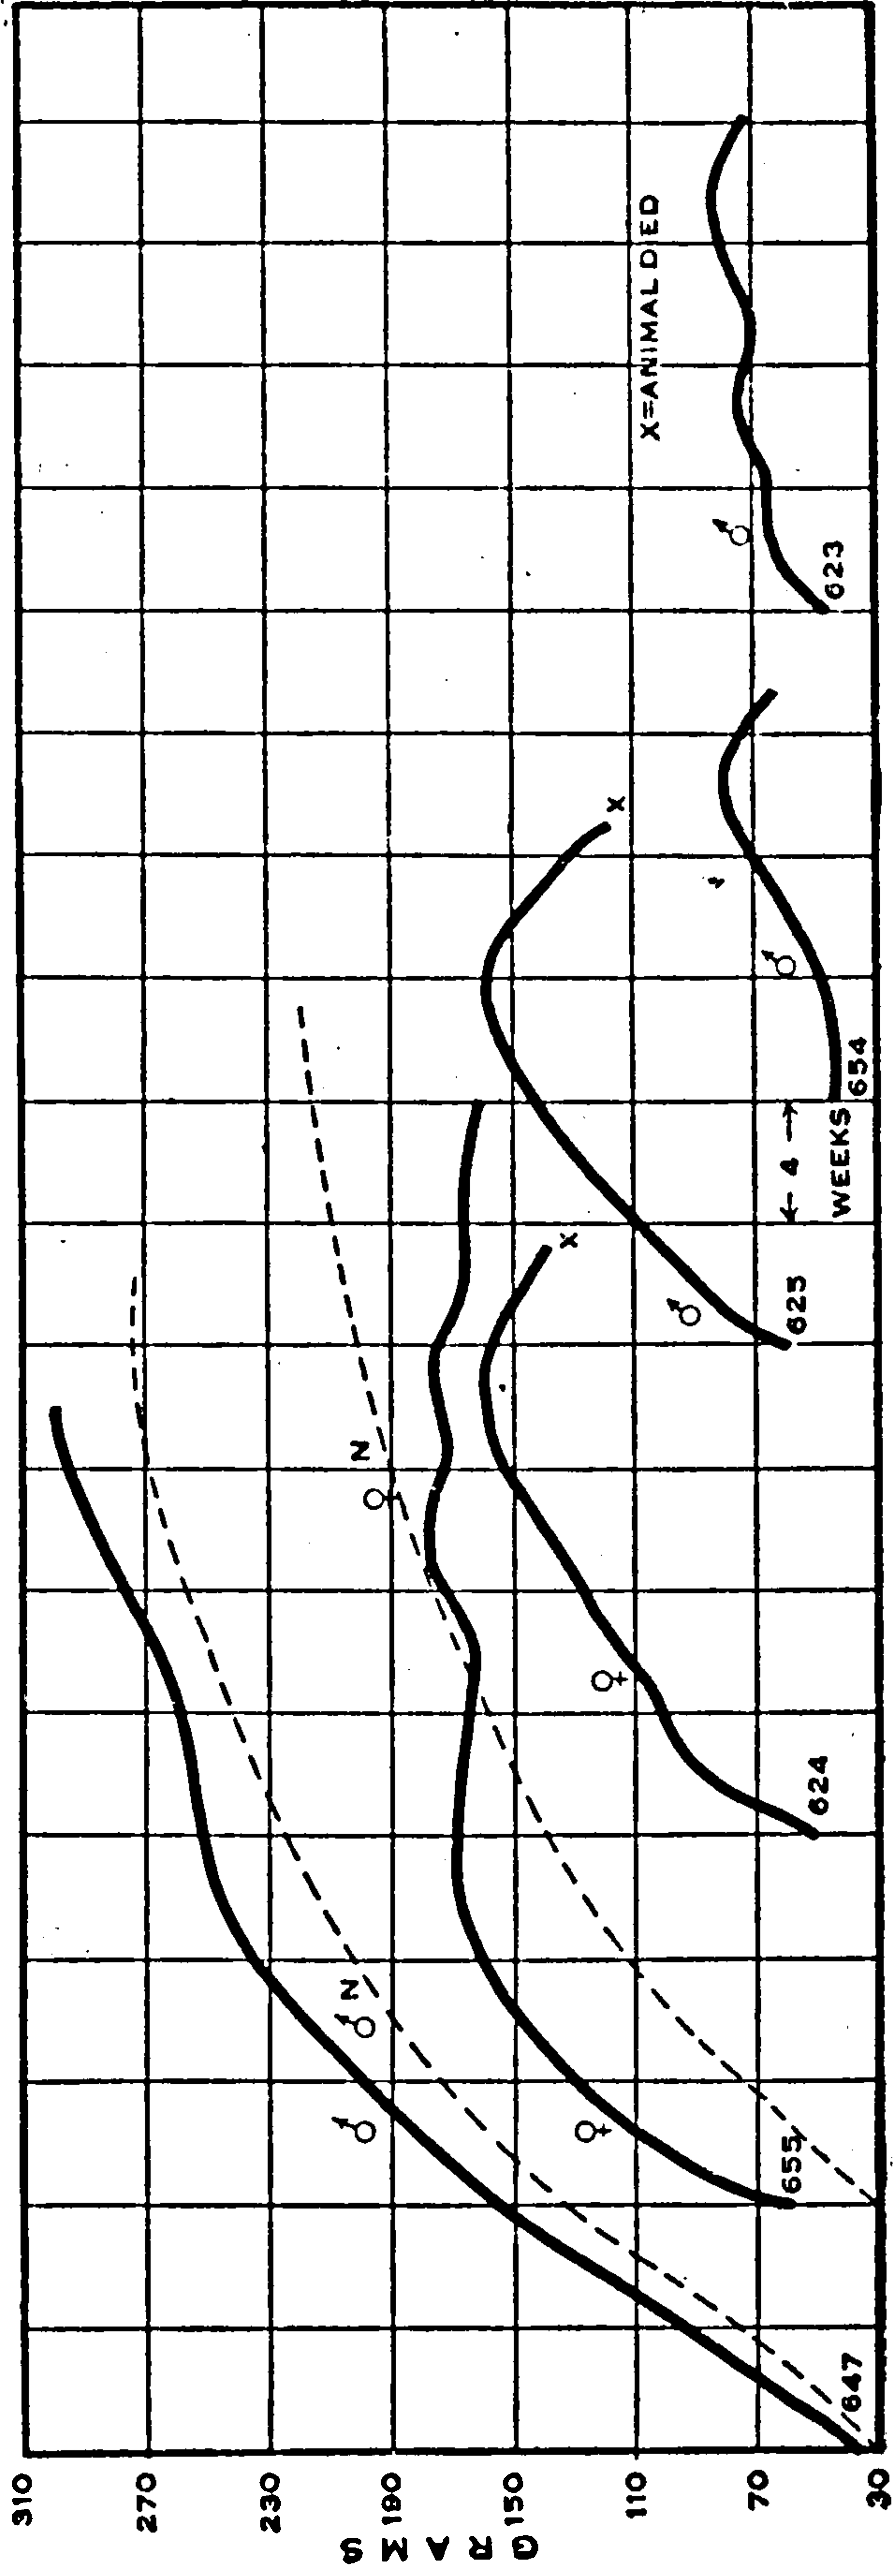 310
270
230
190
150
110
70
30
GRAMS
♂
♂ N
♀
♀ N
♀
♂
♂
♂
647
655
624
625
654
623
X
X
← 4 →
WEEKS
X=ANIMAL DIED